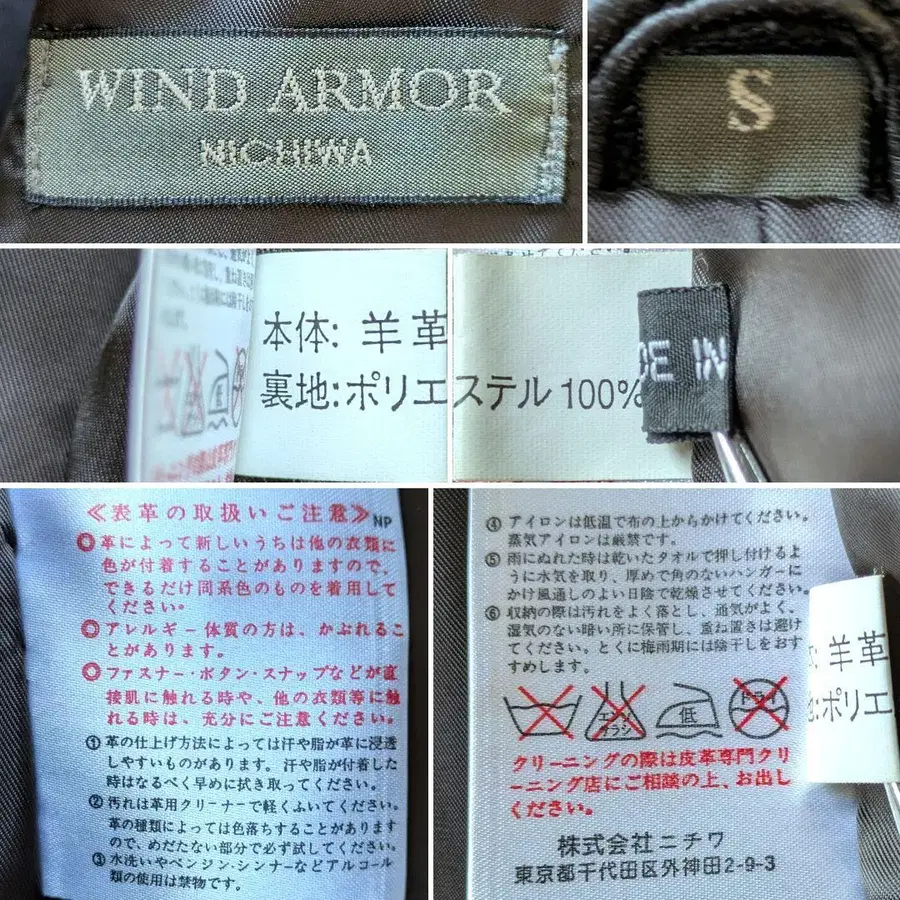 WIND ARMOR
NICHIWA
S
本体: 羊革
裏地:ポリエステル 100%
DE IN
≪表革の取扱いご注意≫ NP
◎ 革によって新しいうちは他の衣類に
色が付着することがありますので、
できるだけ同系色のものを着用して
ください。
◎ アレルギー体質の方は、かぶれるこ
とがあります。
◎ ファスナー・ボタン・スナップなどが直
接肌に触れる時や、他の衣類等に触
れる時は、充分にご注意ください。
① 革の仕上げ方法によっては汗や脂が革に浸透
しやすいものがあります。汗や脂が付着した
時はなるべく早めに拭き取ってください。
② 汚れは革用クリーナーで軽くふいてください。
革の種類によっては色落ちすることがあります
ので、めだたない部分で必ず試してください。
③ 水洗いやベンジン・シンナーなどアルコール
類の使用は禁物です。
④ アイロンは低温で布の上からかけてください。
蒸気アイロンは厳禁です。
⑤ 雨にぬれた時は乾いたタオルで押し付けるよ
うに水気を取り、厚めで角のないハンガーに
かけ風通しのよい日陰で乾燥させてください。
⑥ 収納の際は汚れをよく落とし、通気がよく、
湿気のない暗い所に保管し、重ね置きは避け
てください。とくに梅雨期には陰干しをおす
すめします。
エンソ
ブラシ
低
ドライ
クリーニングの際は皮革専門クリ
ーニング店にご相談の上、お出し
ください。
株式会社ニチワ
東京都千代田区外神田2-9-3
: 羊革
:ポリエ